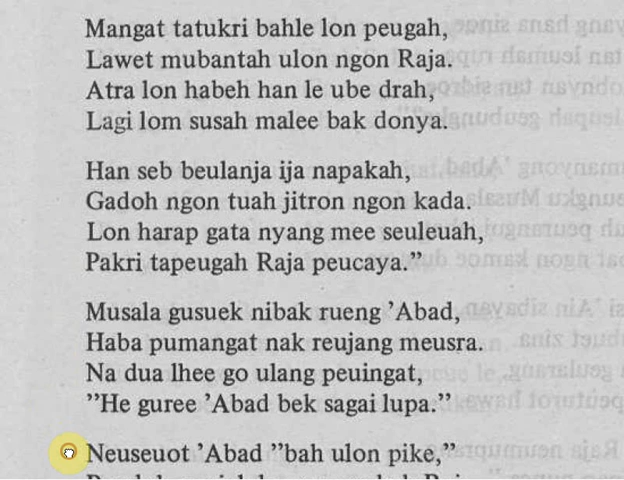 Mangat tatukri bahle lon peugah,
Lawet mubantah ulon ngon Raja.
Atra lon habeh han le ube drah,
Lagi lom susah malee bak donya.
Han seb beulanja ija napakah,
Gadoh ngon tuah jitron ngon kada.
Lon harap gata nyang mee seuleuah,
Pakri tapeugah Raja peucaya.”
Musala gusuek nibak rueng ’Abad,
Haba pumangat nak reujang meusra.
Na dua lhee go ulang peuingat,
”He guree ’Abad bek sagai lupa.”
Neuseuot ’Abad ”bah ulon pike,”